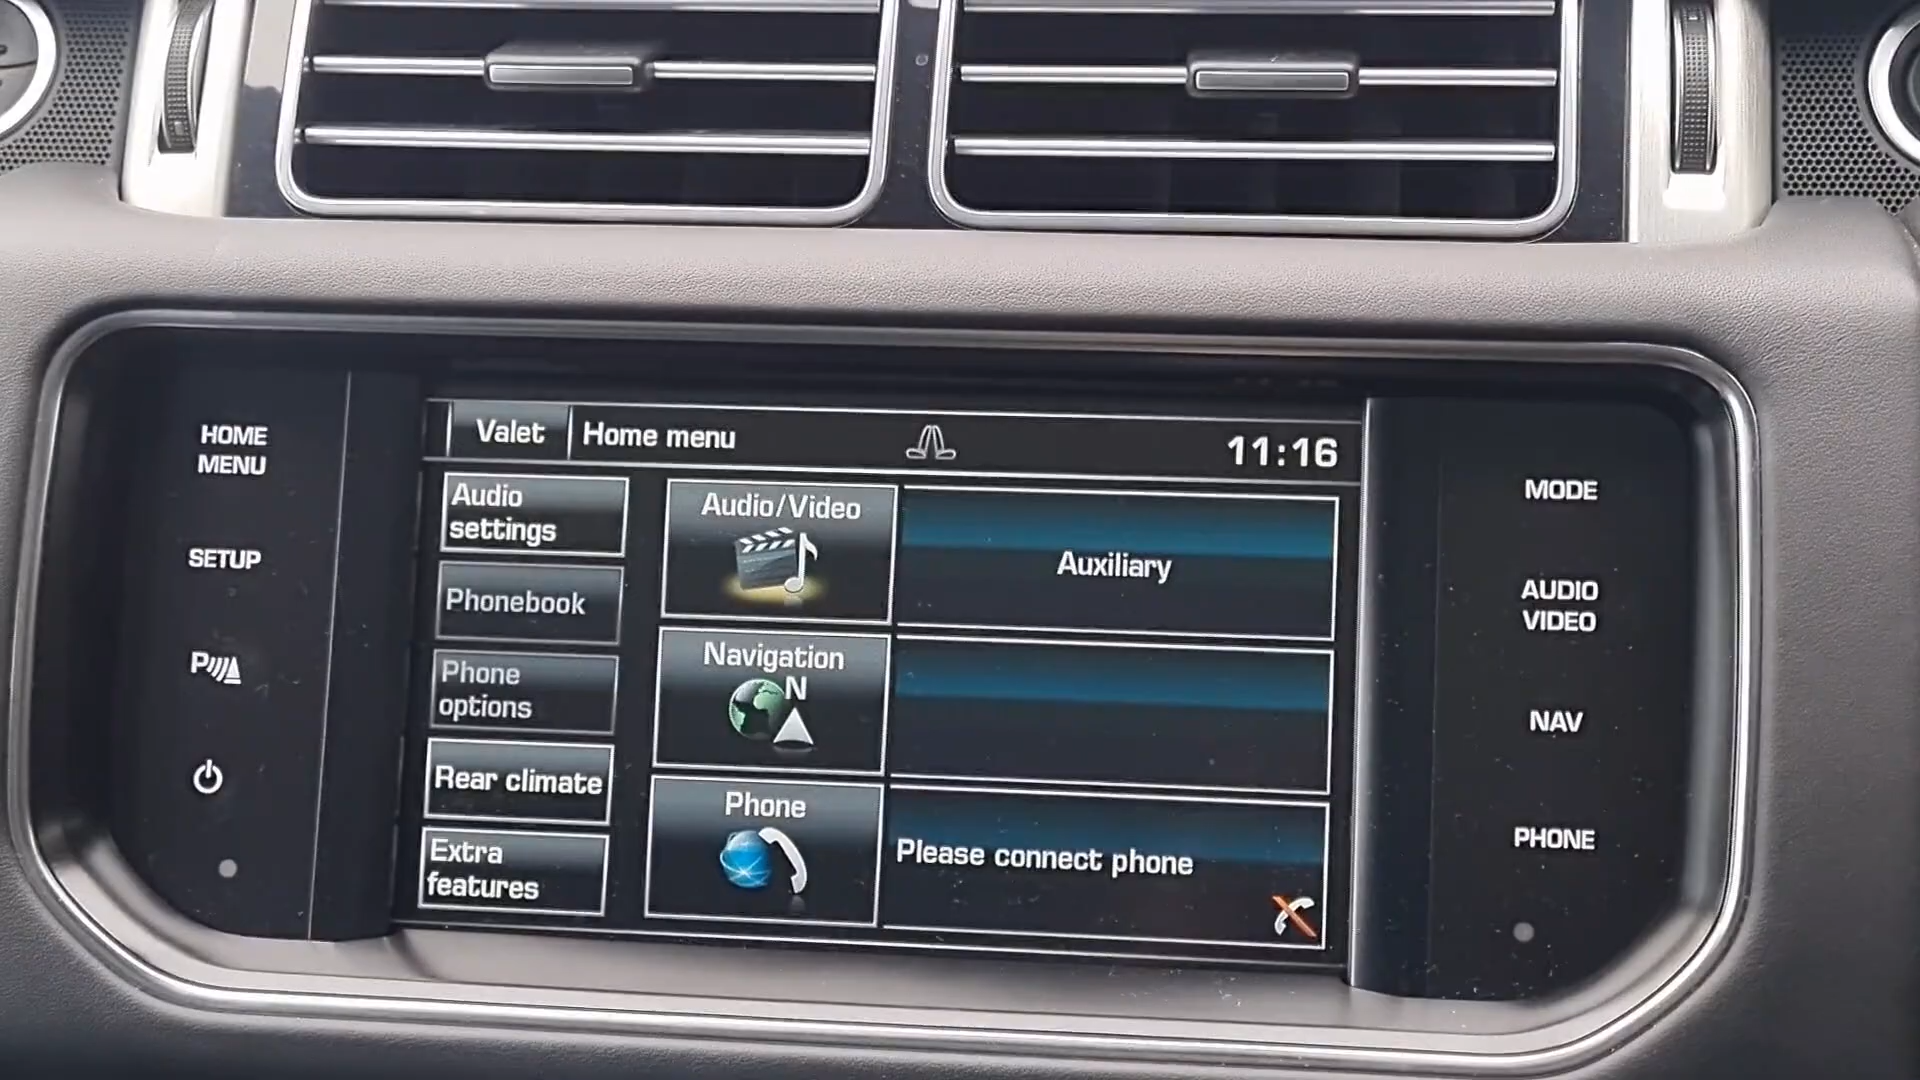 HOME
MENU
SETUP
P
Valet
Home menu
11:16
Audio
settings
Phonebook
Phone
options
Rear climate
Extra
features
Audio/Video
Auxiliary
Navigation
N
Phone
Please connect phone
MODE
AUDIO
VIDEO
NAV
PHONE